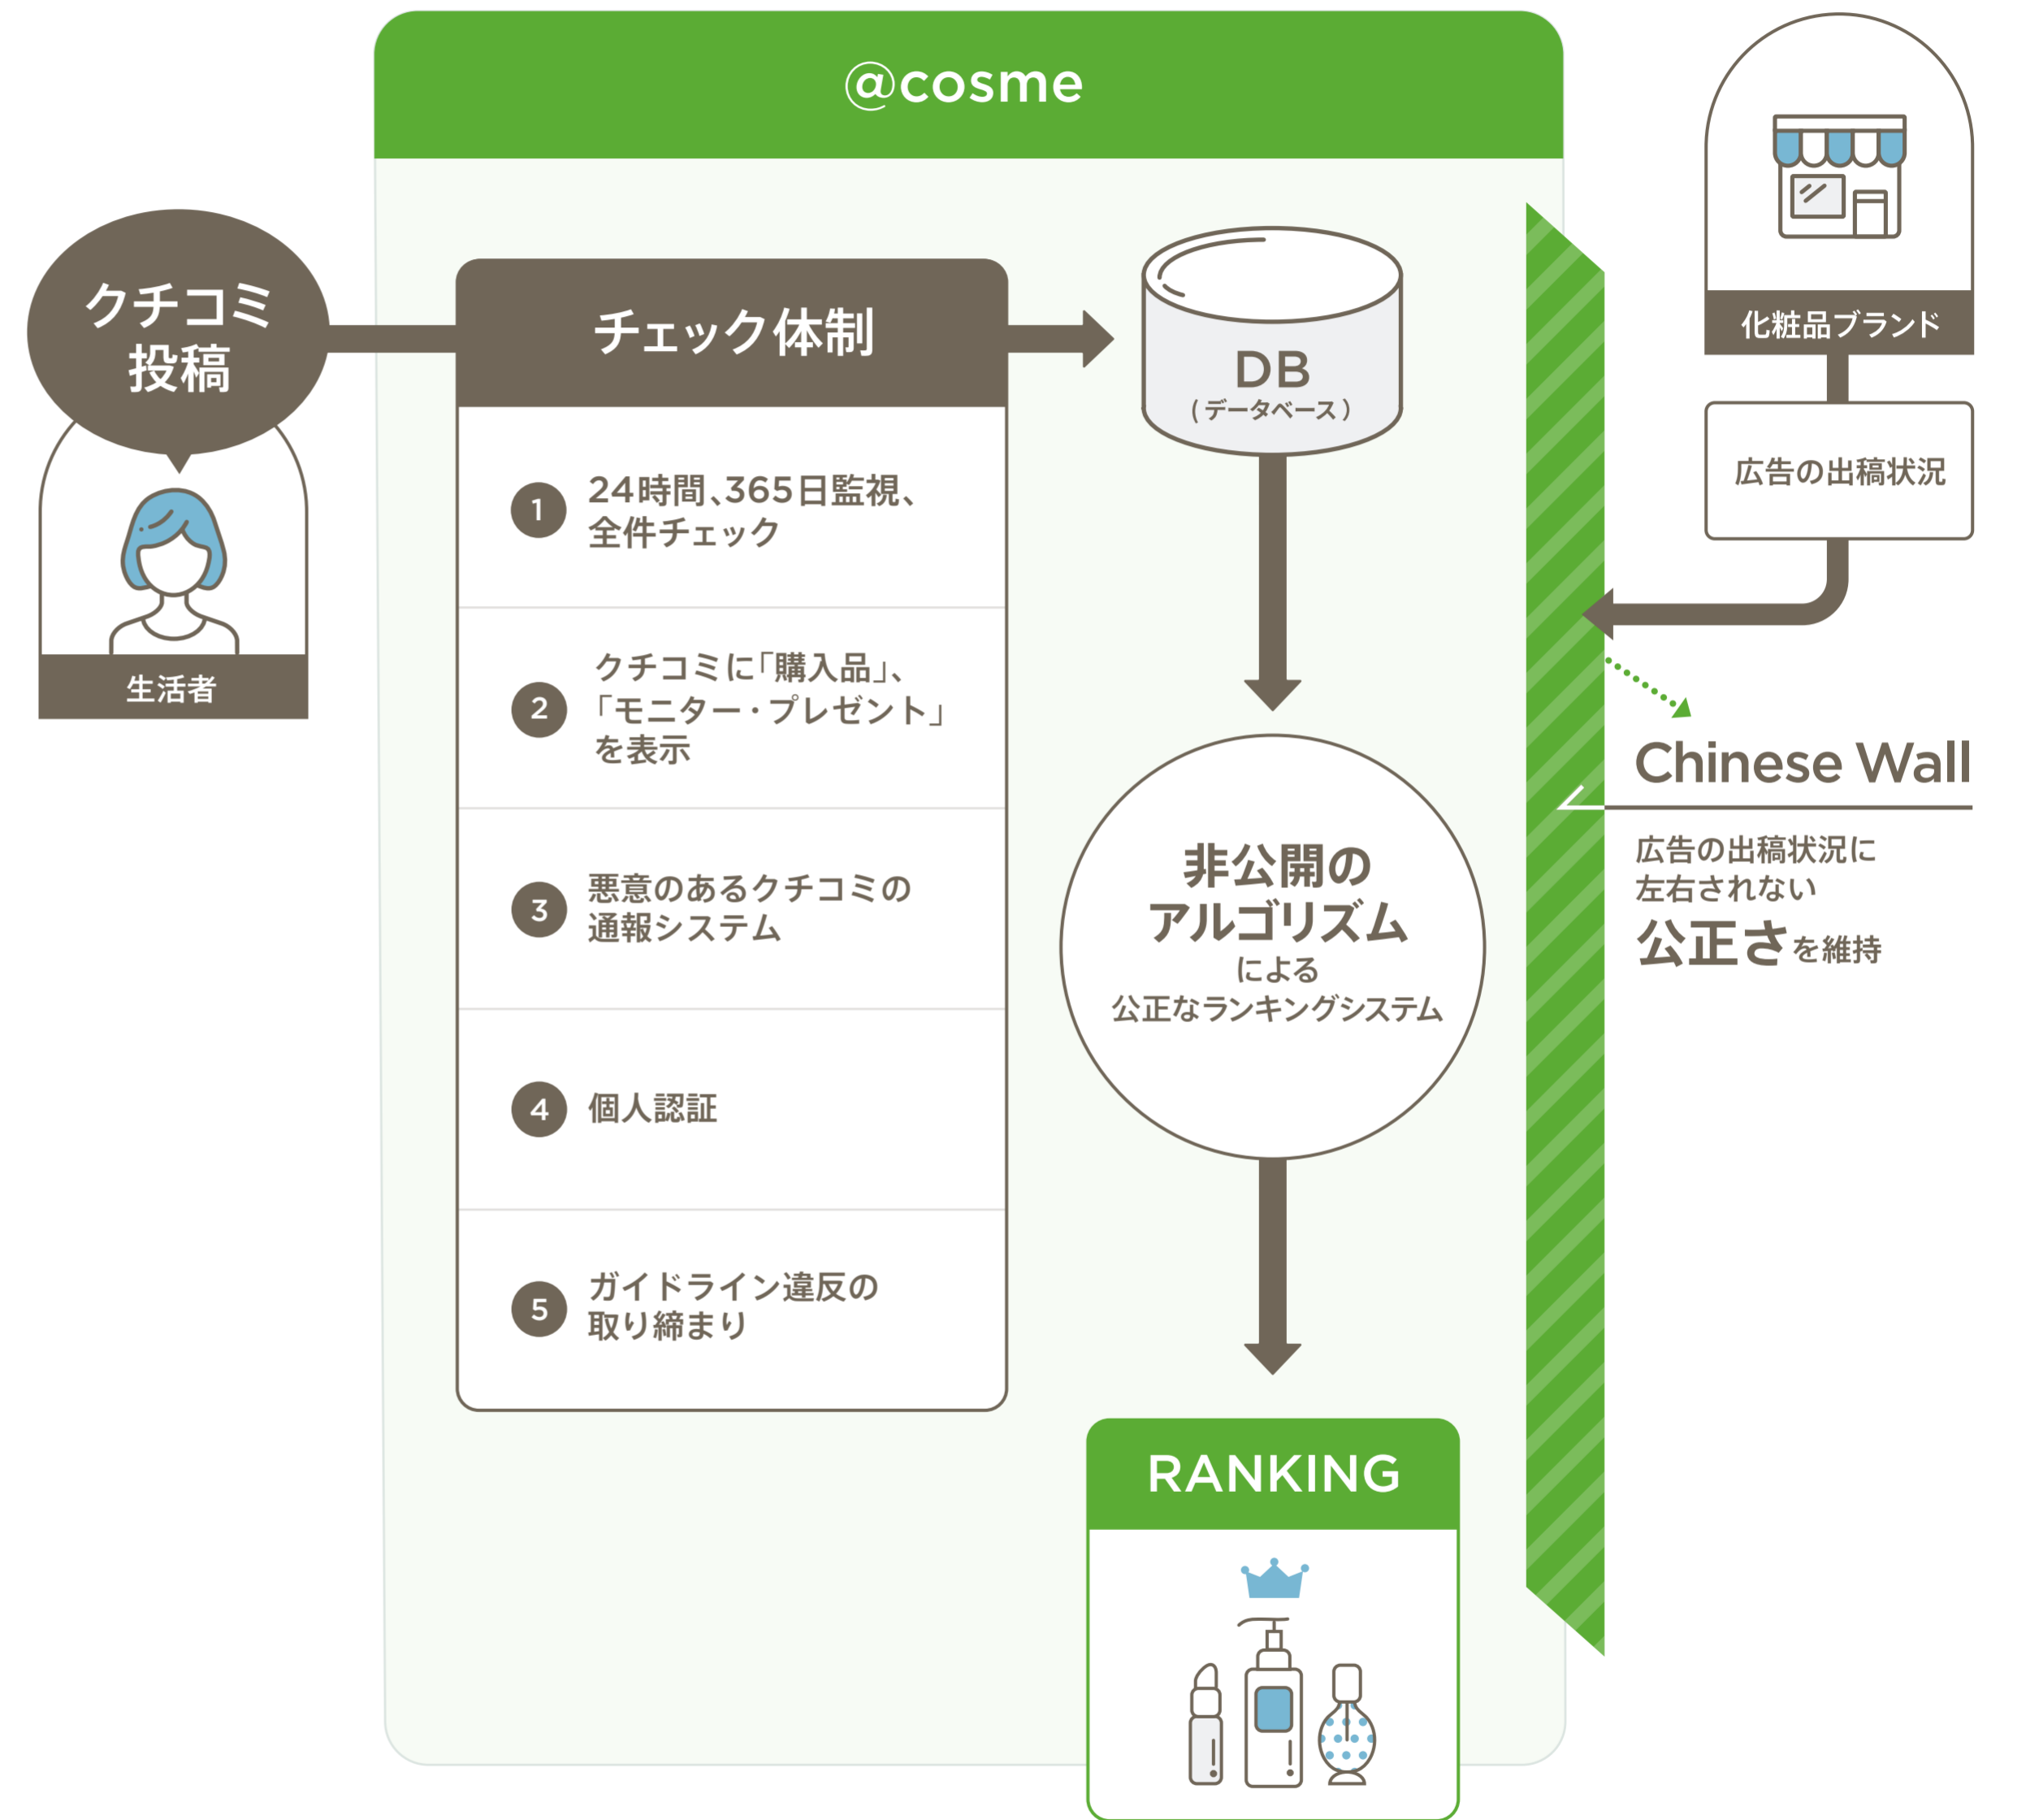 @cosme
クチコミ
投稿
生活者
チェック体制
1
24時間、365日監視、
全件チェック
2
クチコミに「購入品」、
「モニター・プレゼント」
を表示
3
悪意のあるクチコミの
通報システム
4
個人認証
5
ガイドライン違反の
取り締まり
DB
（データベース）
非公開の
アルゴリズム
による
公正なランキングシステム
RANKING
化粧品ブランド
広告の出稿状況
Chinese Wall
広告の出稿状況に
左右されない
公正さを維持